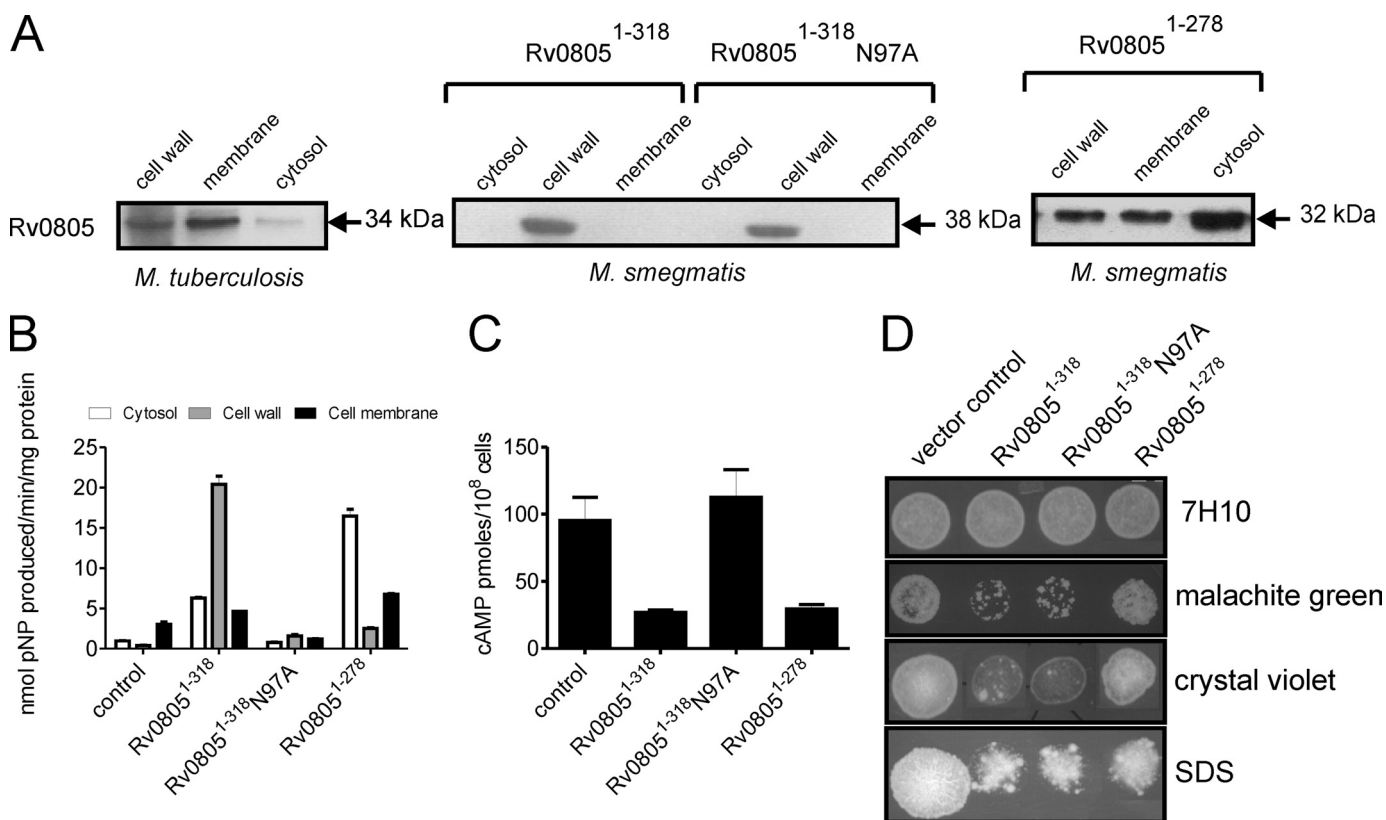 A
Rv0805 1-318
Rv0805 1-318 N97A
Rv0805 1-278
cell wall
membrane
cytosol
cytosol
cell wall
membrane
cytosol
cell wall
membrane
cell wall
membrane
cytosol
Rv0805
34 kDa
38 kDa
32 kDa
M. tuberculosis
M. smegmatis
M. smegmatis
B
Cytosol Cell wall Cell membrane
nmol pNP produced/min/mg protein
25
20
15
10
5
0
control
Rv0805 1-318
Rv0805 1-318 N97A
Rv0805 1-278
C
cAMP pmoles/10 8 cells
150
100
50
0
control
Rv0805 1-318
Rv0805 1-318 N97A
Rv0805 1-278
D
vector control
Rv0805 1-318
Rv0805 1-318 N97A
Rv0805 1-278
7H10
malachite green
crystal violet
SDS